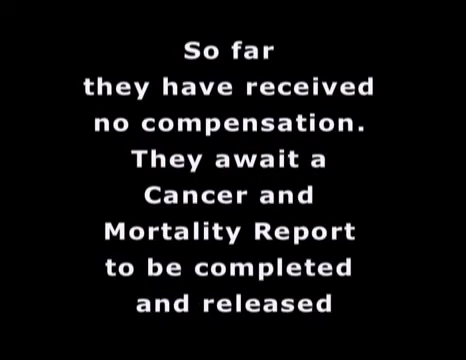 So far
they have received
no compensation.
They await a
Cancer and
Mortality Report
to be completed
and released